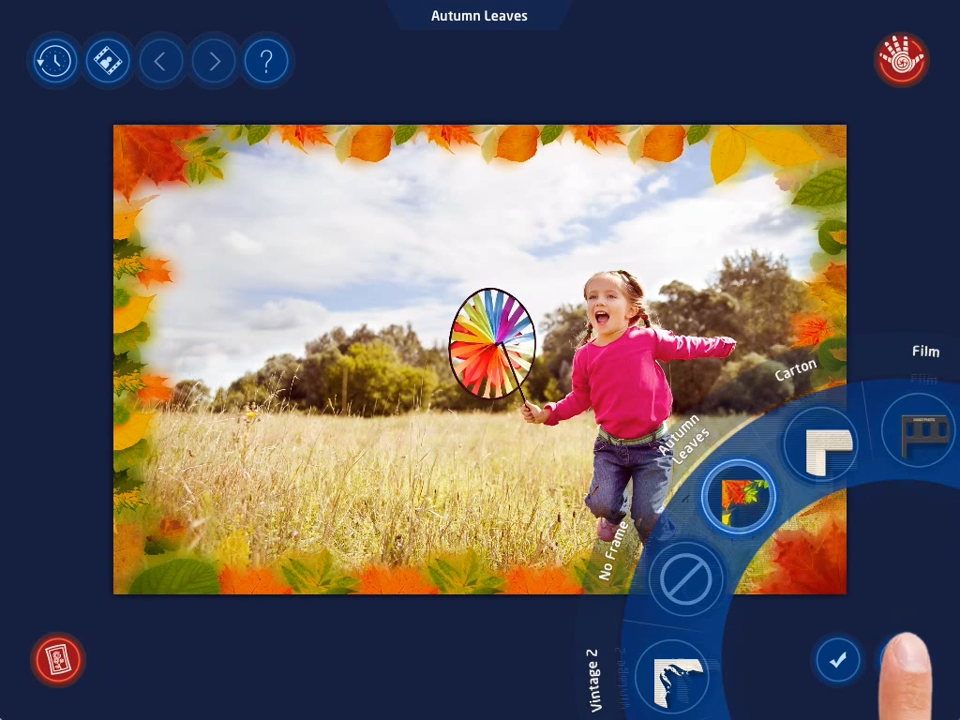 Autumn Leaves
?
Film
Carton
Autumn
Leaves
No Frame
Vintage 2